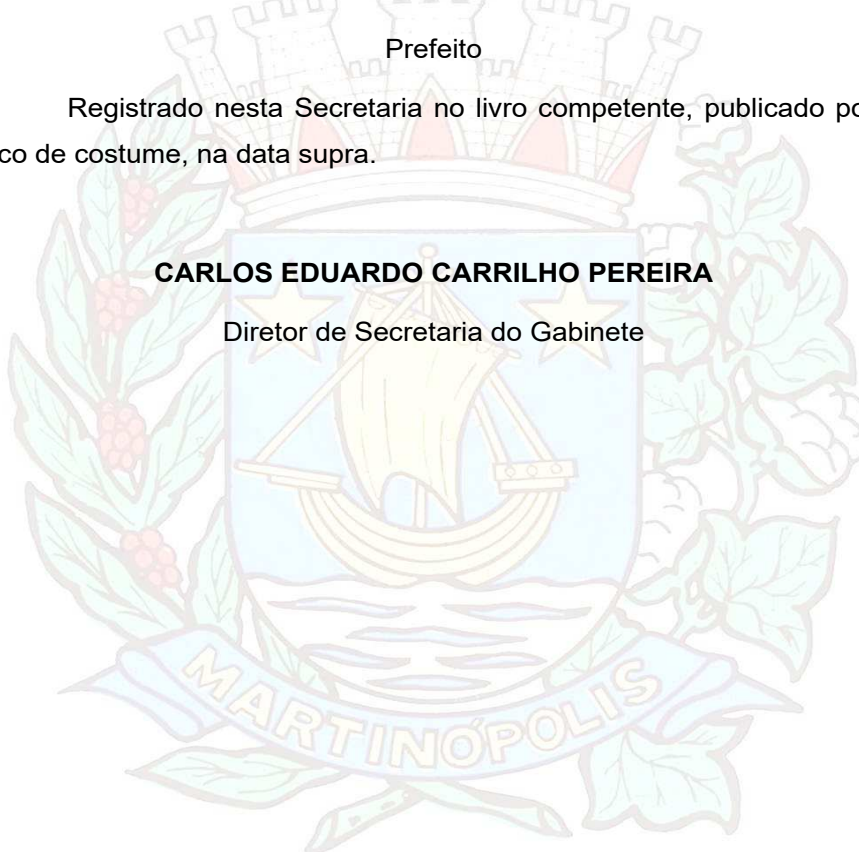 Prefeito
Registrado nesta Secretaria no livro competente, publicado po
co de costume, na data supra.
CARLOS EDUARDO CARRILHO PEREIRA
Diretor de Secretaria do Gabinete
MARTINÓPOLIS